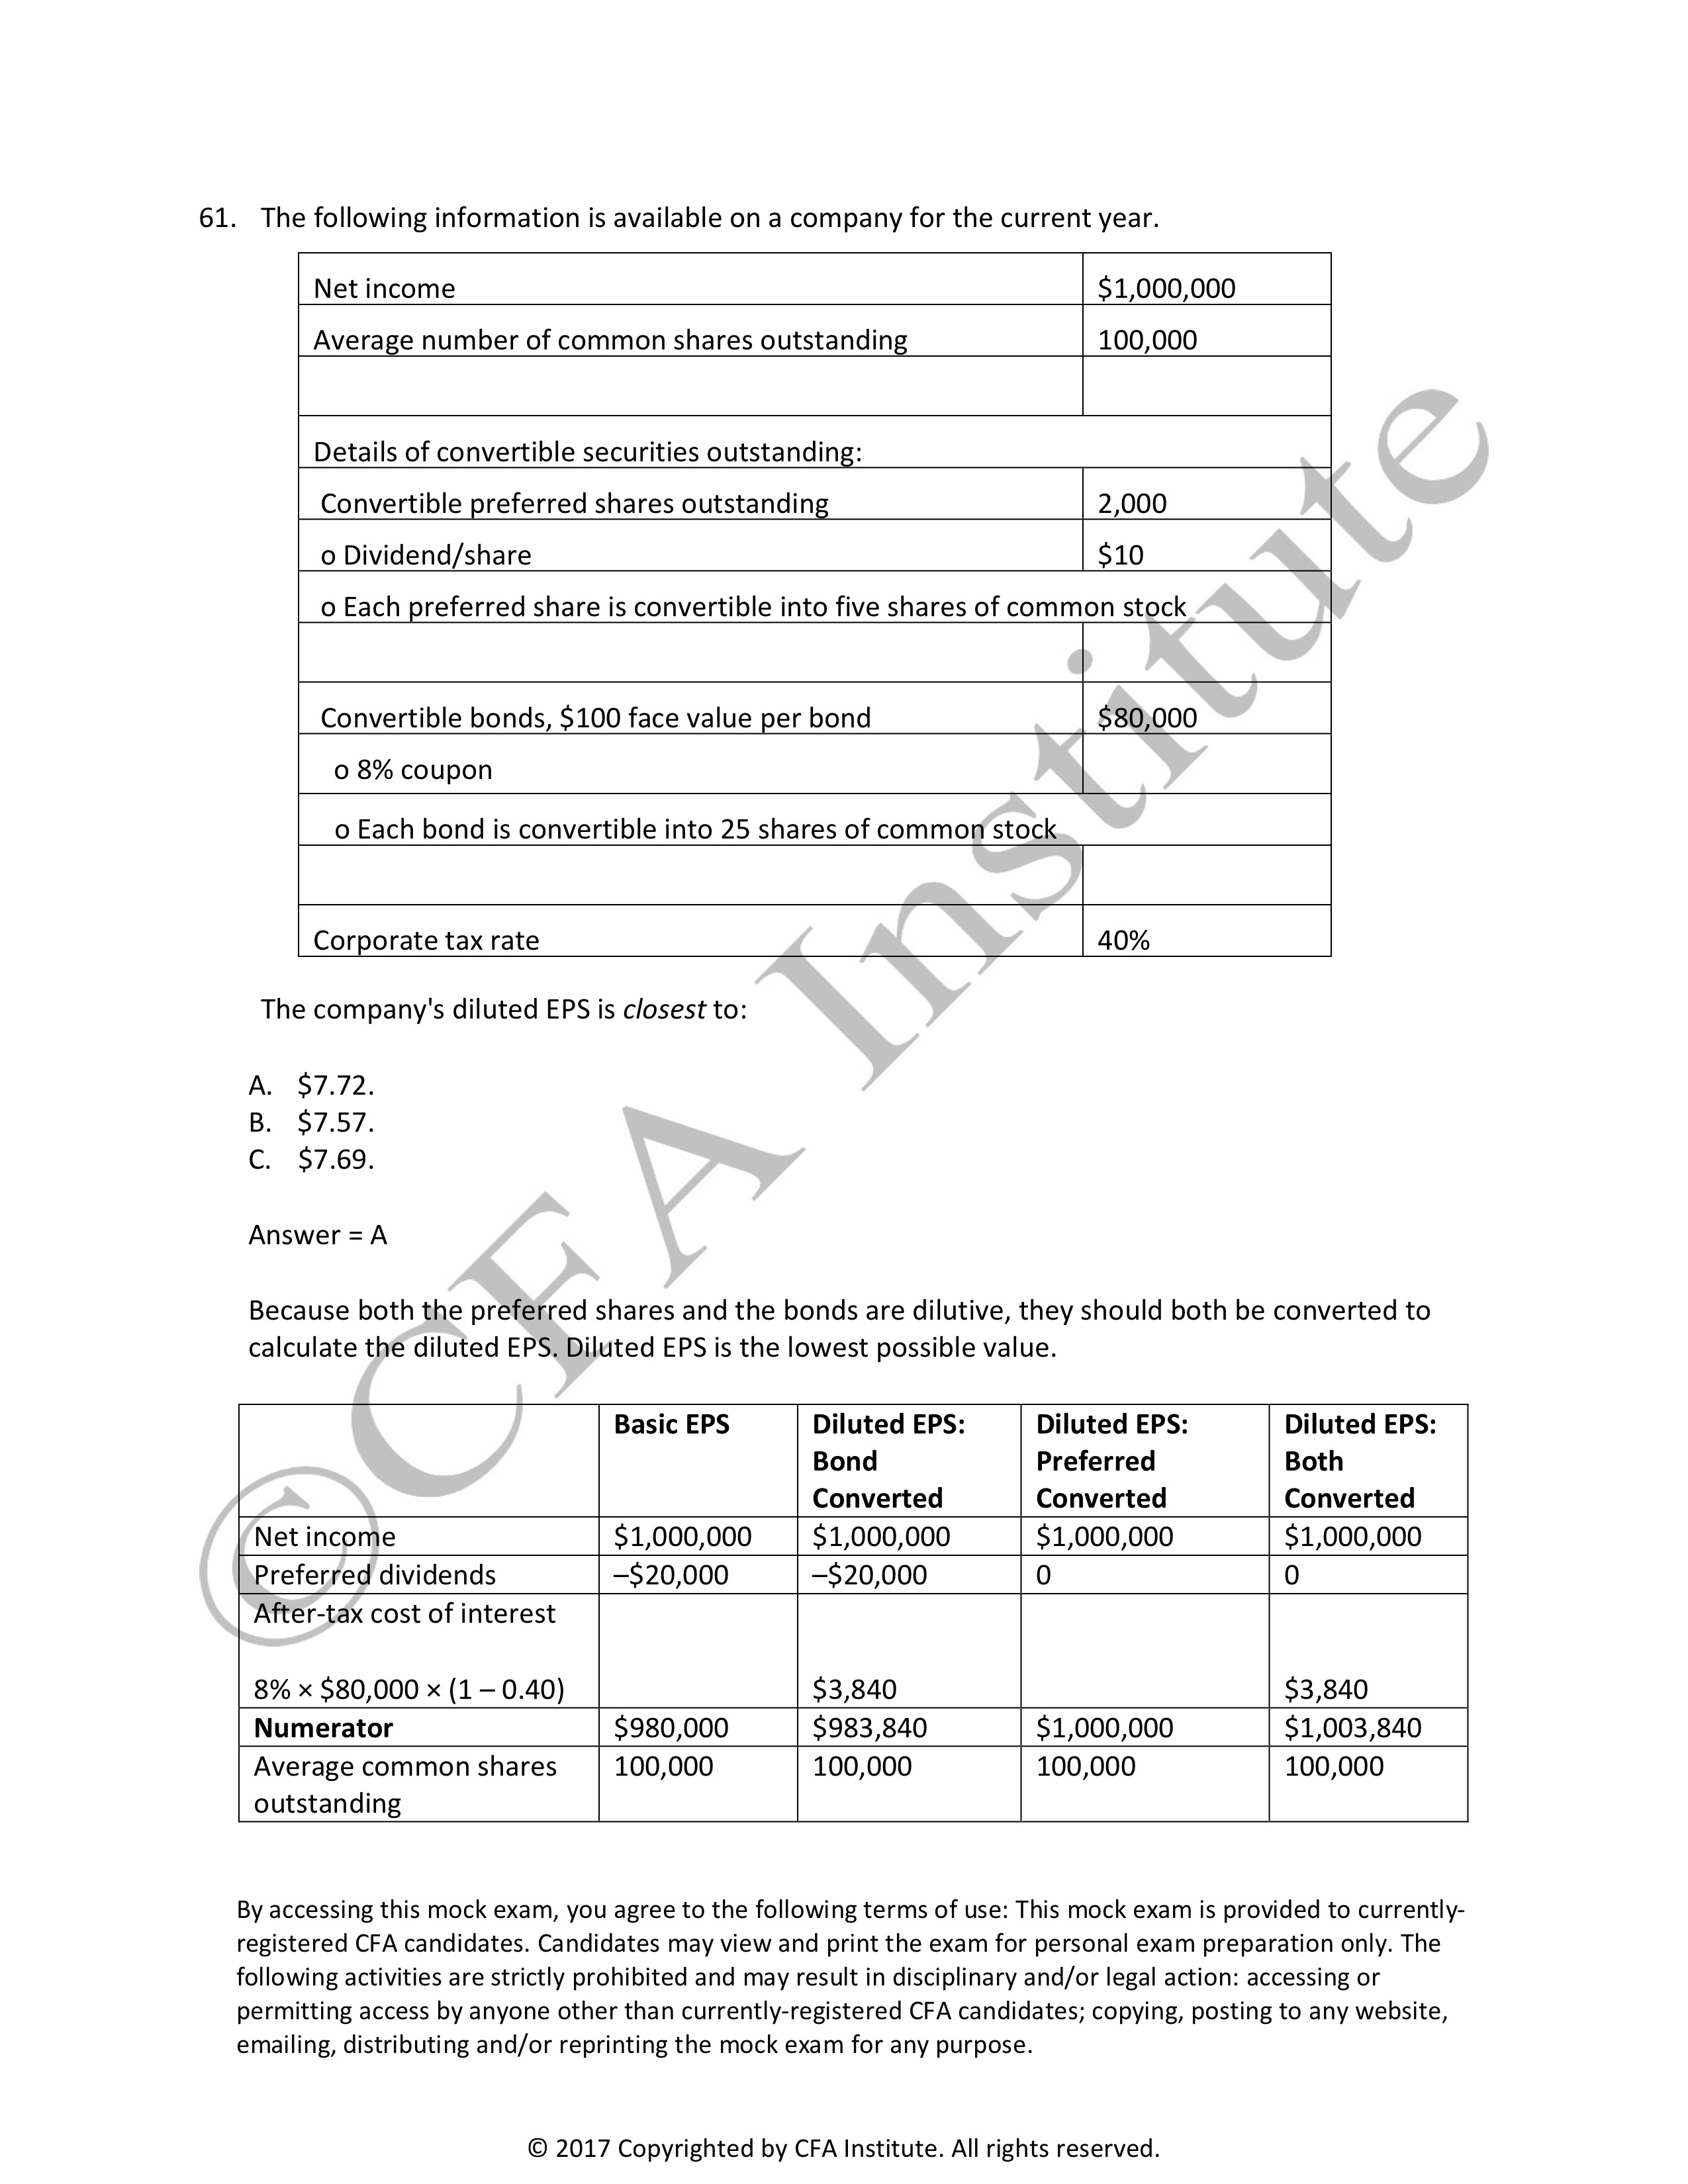 61. The following information is available on a company for the current year.
Net income $1,000,000
Average number of common shares outstanding 100,000
Details of convertible securities outstanding:
Convertible preferred shares outstanding 2,000
o Dividend/share $10
o Each preferred share is convertible into five shares of common stock
Convertible bonds, $100 face value per bond $80,000
o 8% coupon
o Each bond is convertible into 25 shares of common stock
Corporate tax rate 40%
The company's diluted EPS is closest to:
A. $7.72.
B. $7.57.
C. $7.69.
Answer = A
Because both the preferred shares and the bonds are dilutive, they should both be converted to
calculate the diluted EPS. Diluted EPS is the lowest possible value.
Basic EPS Diluted EPS: Diluted EPS: Diluted EPS:
Bond Preferred Both
Converted Converted Converted
Net income $1,000,000 $1,000,000 $1,000,000 $1,000,000
Preferred dividends –$20,000 –$20,000 0 0
After-tax cost of interest
8% × $80,000 × (1 – 0.40) $3,840 $3,840
Numerator $980,000 $983,840 $1,000,000 $1,003,840
Average common shares 100,000 100,000 100,000 100,000
outstanding
By accessing this mock exam, you agree to the following terms of use: This mock exam is provided to currently-
registered CFA candidates. Candidates may view and print the exam for personal exam preparation only. The
following activities are strictly prohibited and may result in disciplinary and/or legal action: accessing or
permitting access by anyone other than currently-registered CFA candidates; copying, posting to any website,
emailing, distributing and/or reprinting the mock exam for any purpose.
© 2017 Copyrighted by CFA Institute. All rights reserved.
©CFA Institute